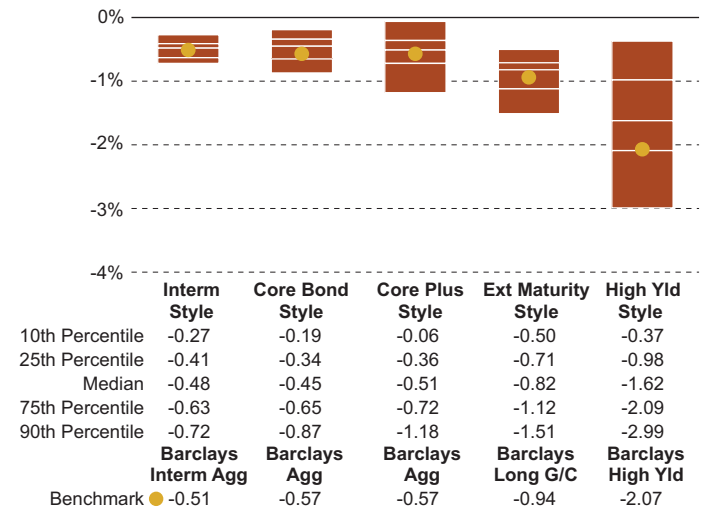 0%
-1%
-2%
-3%
-4%
Interm Core Bond Core Plus Ext Maturity High Yld
Style Style Style Style Style
10th Percentile -0.27 -0.19 -0.06 -0.50 -0.37
25th Percentile -0.41 -0.34 -0.36 -0.71 -0.98
Median -0.48 -0.45 -0.51 -0.82 -1.62
75th Percentile -0.63 -0.65 -0.72 -1.12 -2.09
90th Percentile -0.72 -0.87 -1.18 -1.51 -2.99
Barclays Barclays Barclays Barclays Barclays
Interm Agg Agg Agg Long G/C High Yld
Benchmark -0.51 -0.57 -0.57 -0.94 -2.07